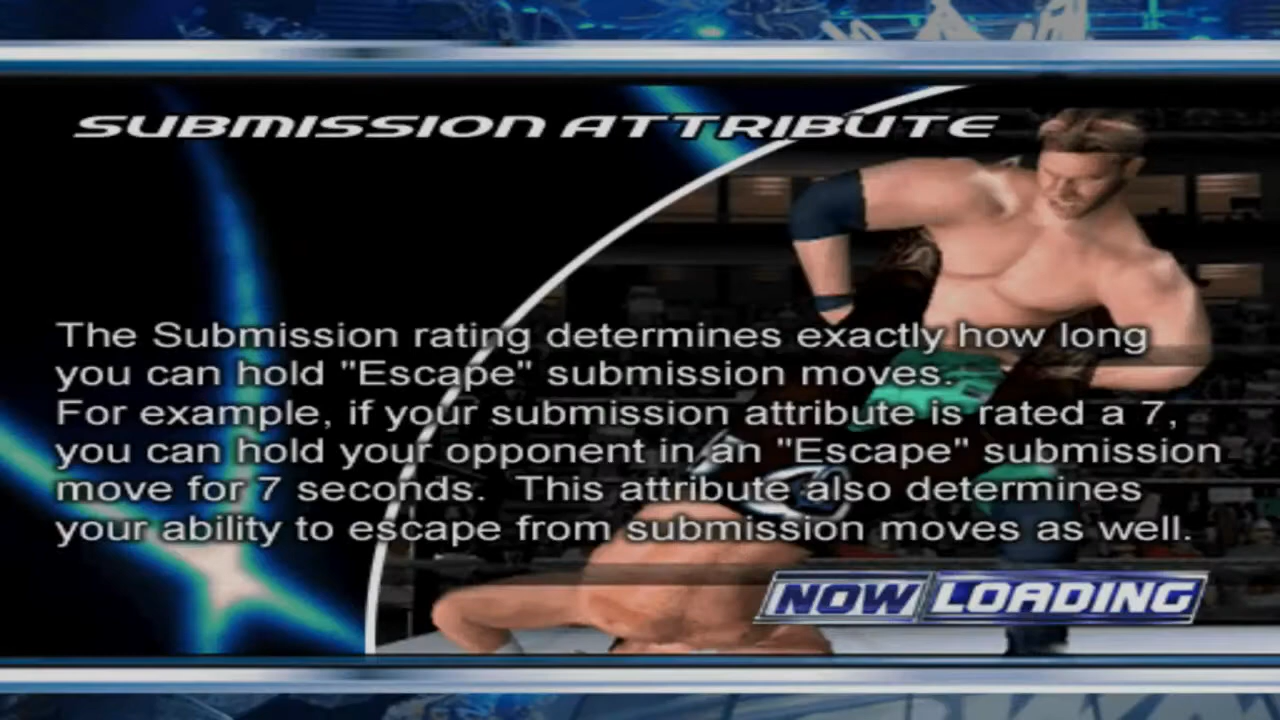 SUBMISSION ATTRIBUTE
The Submission rating determines exactly how long
you can hold "Escape" submission moves.
For example, if your submission attribute is rated a 7,
you can hold your opponent in an "Escape" submission
move for 7 seconds.  This attribute also determines
your ability to escape from submission moves as well.
NOW LOADING